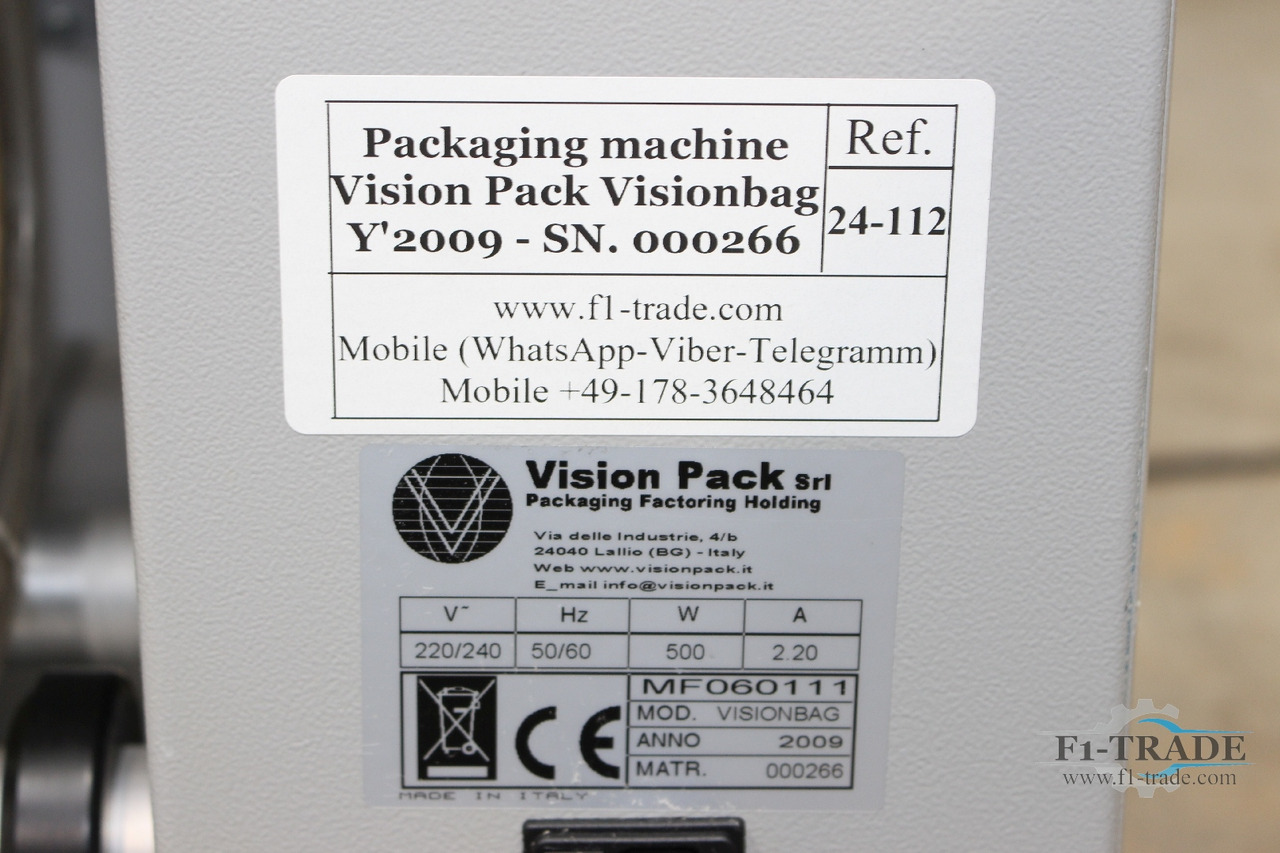 Packaging machine
Vision Pack Visionbag
Y'2009 - SN. 000266
Ref.
24-112
www.f1-trade.com
Mobile (WhatsApp-Viber-Telegramm)
Mobile +49-178-3648464
Vision Pack Srl
Packaging Factoring Holding
Via delle Industrie, 4/b
24040 Lallio (BG) - Italy
Web www.visionpack.it
E_mail info@visionpack.it
V~ Hz W A
220/240 50/60 500 2.20
MF060111
MOD. VISIONBAG
ANNO 2009
MATR. 000266
CE
MADE IN ITALY
F1-TRADE
www.f1-trade.com